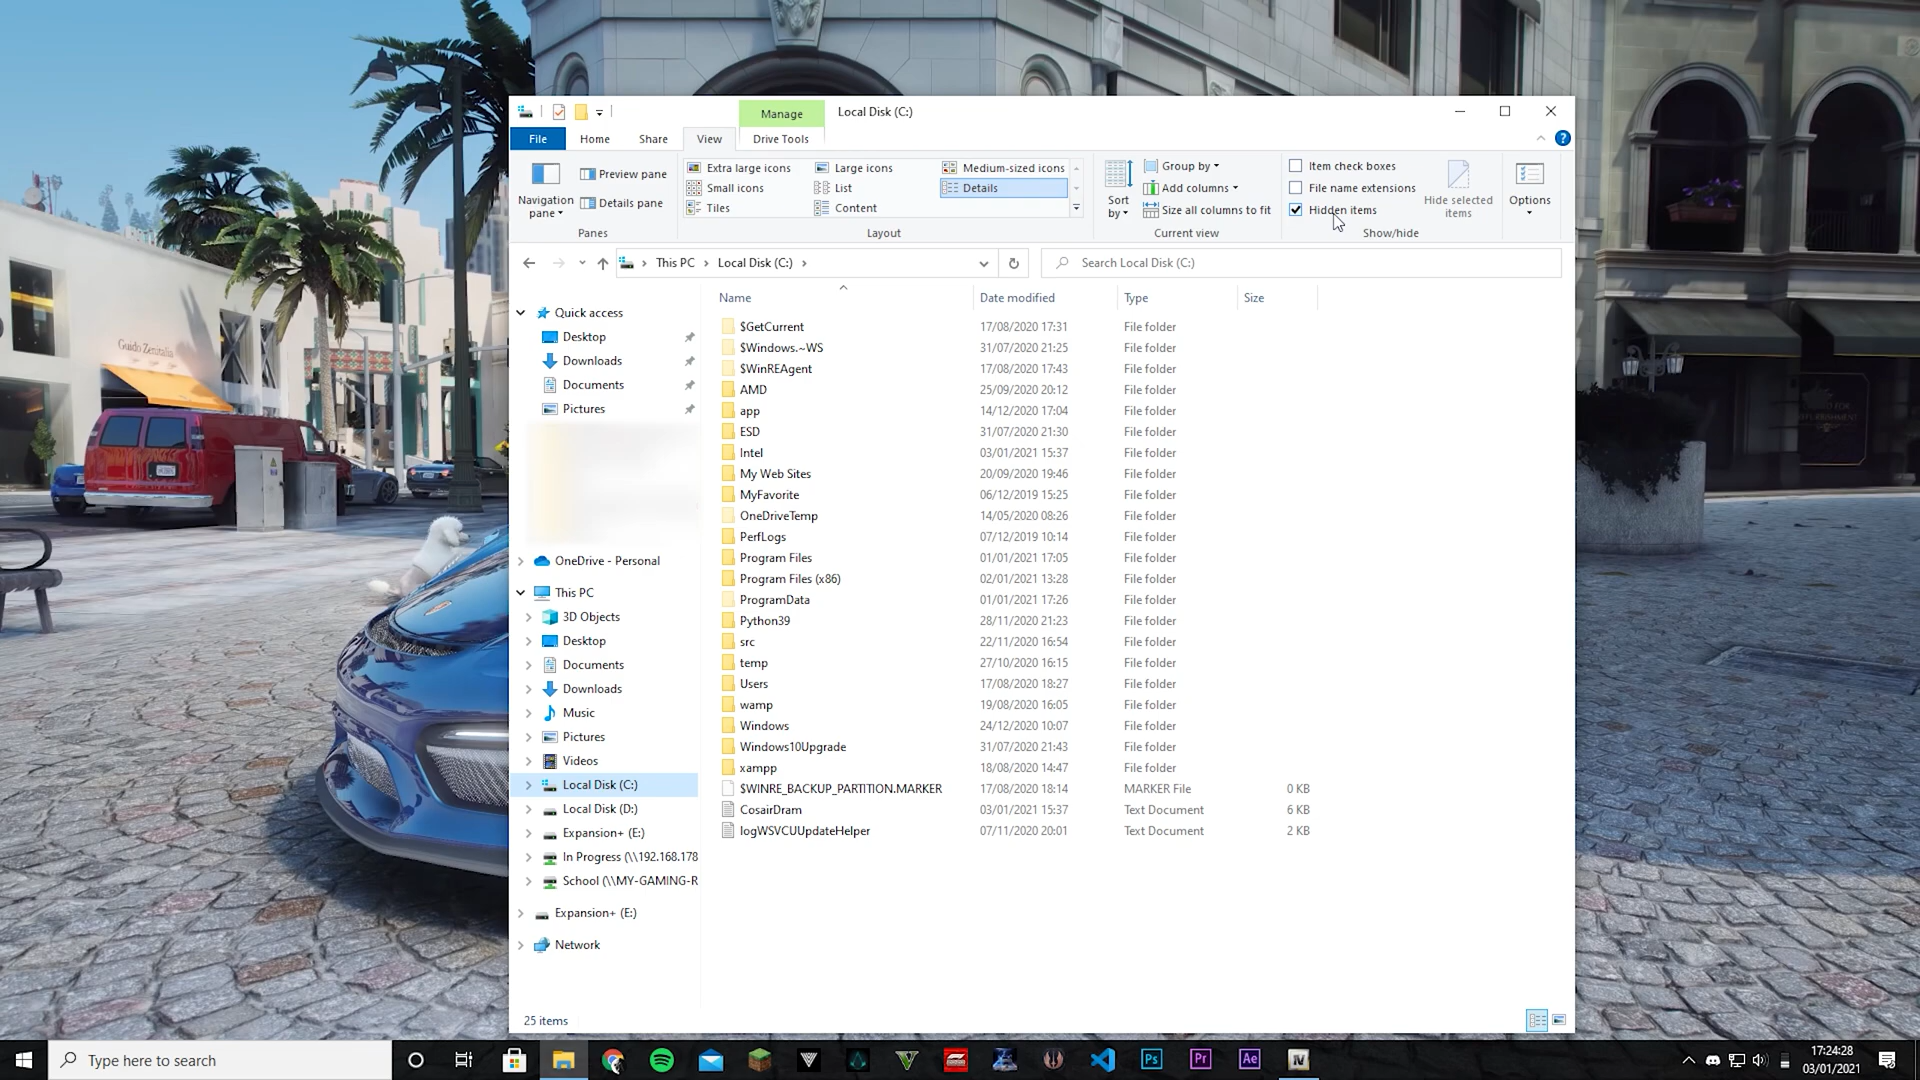 Manage
Local Disk (C:)
File
Home
Share
View
Drive Tools
Navigation pane
Preview pane
Details pane
Panes
Extra large icons
Large icons
Medium-sized icons
Small icons
List
Details
Tiles
Content
Layout
Sort by
Group by
Add columns
Size all columns to fit
Current view
Item check boxes
File name extensions
Hidden items
Hide selected items
Show/hide
Options
This PC
Local Disk (C:)
Search Local Disk (C:)
Name Date modified Type Size
Quick access
Desktop
Downloads
Documents
Pictures
OneDrive - Personal
This PC
3D Objects
Desktop
Documents
Downloads
Music
Pictures
Videos
Local Disk (C:)
Local Disk (D:)
Expansion+ (E:)
In Progress (\\192.168.178
School (\\MY-GAMING-R
Expansion+ (E:)
Network
$GetCurrent 17/08/2020 17:31 File folder
$Windows.~WS 31/07/2020 21:25 File folder
$WinREAgent 17/08/2020 17:43 File folder
AMD 25/09/2020 20:12 File folder
app 14/12/2020 17:04 File folder
ESD 31/07/2020 21:30 File folder
Intel 03/01/2021 15:37 File folder
My Web Sites 20/09/2020 19:46 File folder
MyFavorite 06/12/2019 15:25 File folder
OneDriveTemp 14/05/2020 08:26 File folder
PerfLogs 07/12/2019 10:14 File folder
Program Files 01/01/2021 17:05 File folder
Program Files (x86) 02/01/2021 13:28 File folder
ProgramData 01/01/2021 17:26 File folder
Python39 28/11/2020 21:23 File folder
src 22/11/2020 16:54 File folder
temp 27/10/2020 16:15 File folder
Users 17/08/2020 18:27 File folder
wamp 19/08/2020 16:05 File folder
Windows 24/12/2020 10:07 File folder
Windows10Upgrade 31/07/2020 21:43 File folder
xampp 18/08/2020 14:47 File folder
$WINRE_BACKUP_PARTITION.MARKER 17/08/2020 18:14 MARKER File 0 KB
CosairDram 03/01/2021 15:37 Text Document 6 KB
logWSVCUUpdateHelper 07/11/2020 20:01 Text Document 2 KB
25 items
Guido Zenitalia
Type here to search
Ps
Pr
Ae
IV
17:24:28
03/01/2021